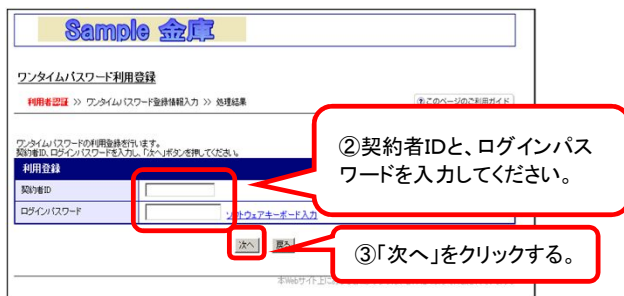 Sample 金庫
ワンタイムパスワード利用登録
利用者認証 >> ワンタイムパスワード登録情報入力 >> 処理結果
このページのご利用ガイド
ワンタイムパスワードの利用登録を行います。
契約者ID、ログインパスワードを入力し、「次へ」ボタンを押してください。
利用登録
契約者ID
ログインパスワード
ソフトウェアキーボード入力
②契約者IDと、ログインパス
ワードを入力してください。
次へ 戻る
③「次へ」をクリックする。
本Webサイト上に